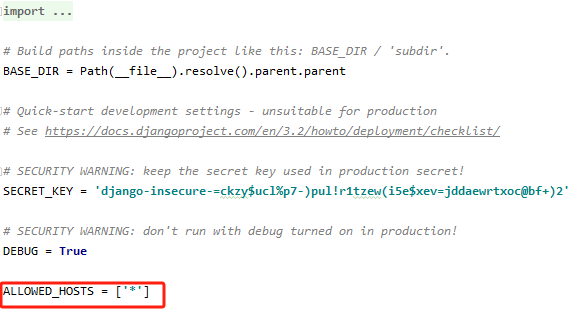 import ...
# Build paths inside the project like this: BASE_DIR / 'subdir'.
BASE_DIR = Path(__file__).resolve().parent.parent
# Quick-start development settings - unsuitable for production
# See https://docs.djangoproject.com/en/3.2/howto/deployment/checklist/
# SECURITY WARNING: keep the secret key used in production secret!
SECRET_KEY = 'django-insecure-=ckzy$ucl%p7-)pul!r1tzew(i5e$xev=jddaewrtxoc@bf+)2'
# SECURITY WARNING: don't run with debug turned on in production!
DEBUG = True
ALLOWED_HOSTS = ['*']